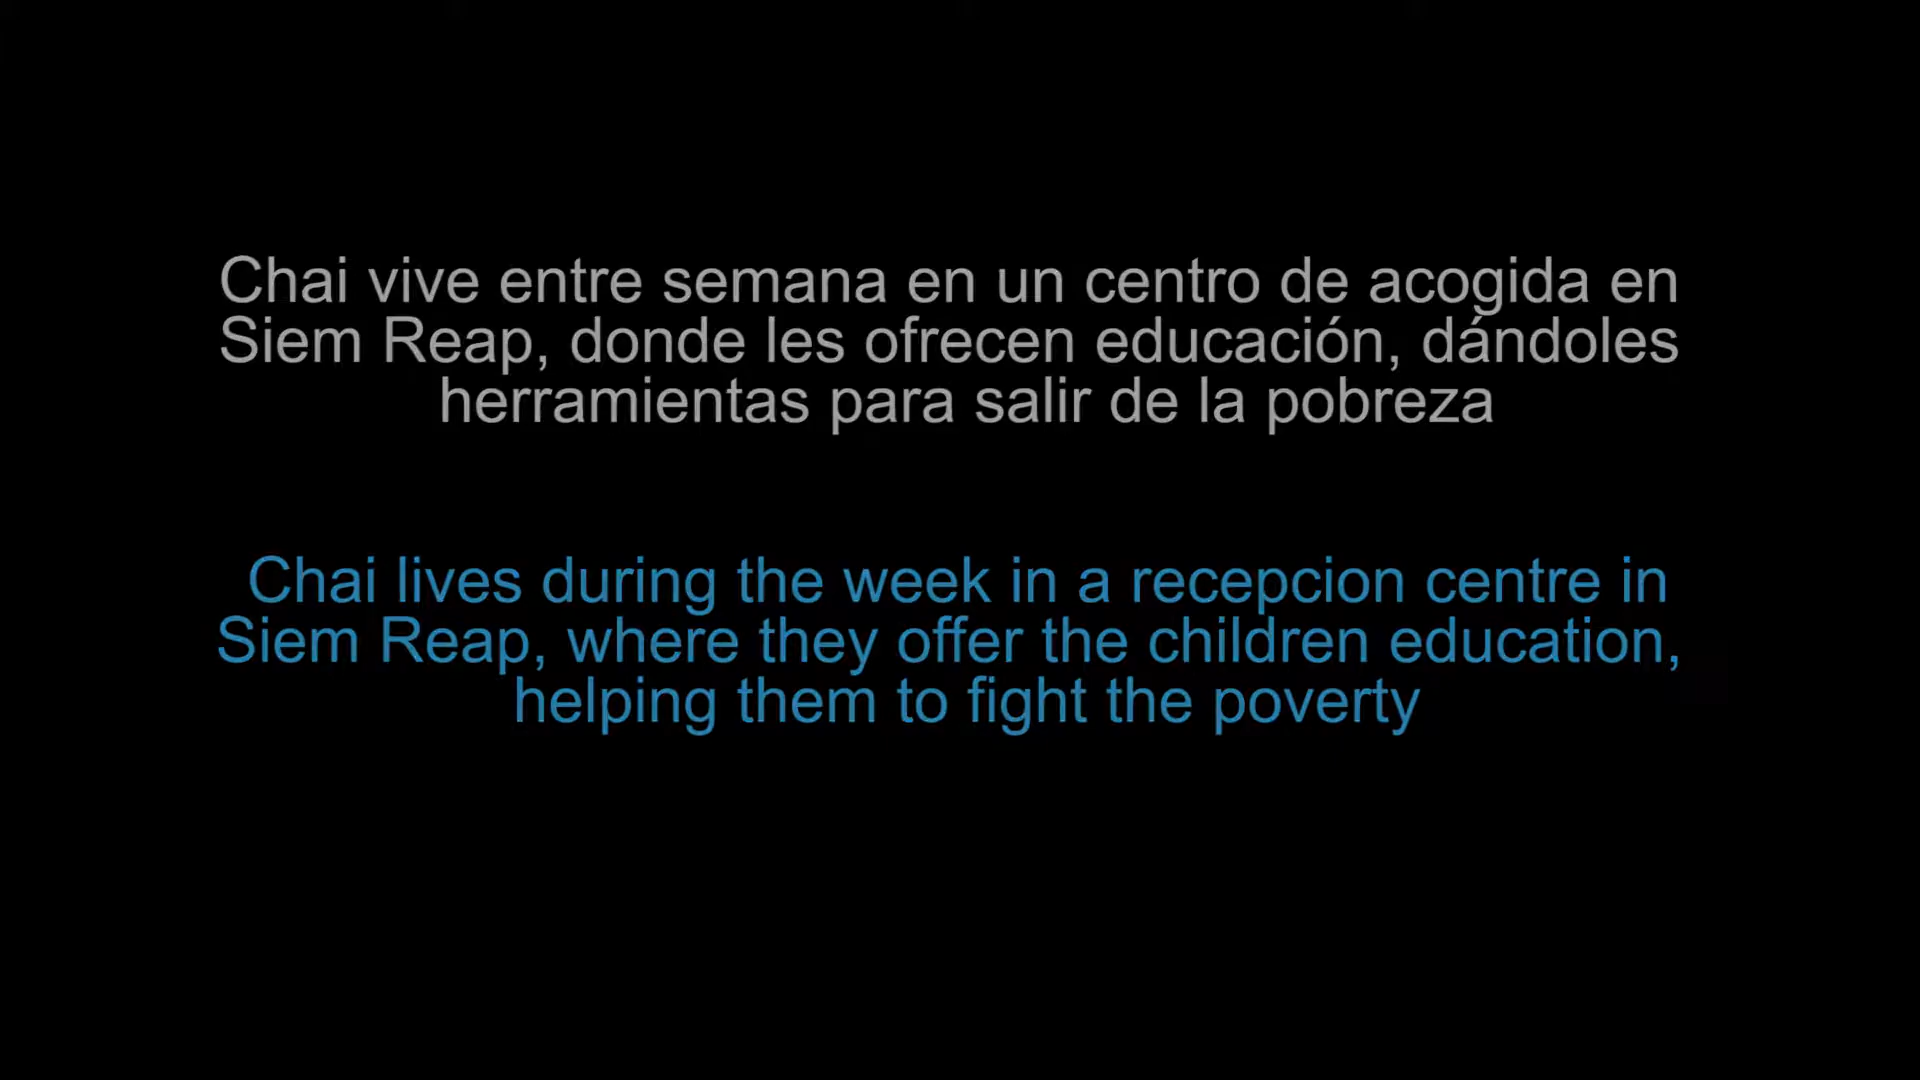 Chai vive entre semana en un centro de acogida en
Siem Reap, donde les ofrecen educación, dándoles
herramientas para salir de la pobreza
Chai lives during the week in a recepcion centre in
Siem Reap, where they offer the children education,
helping them to fight the poverty